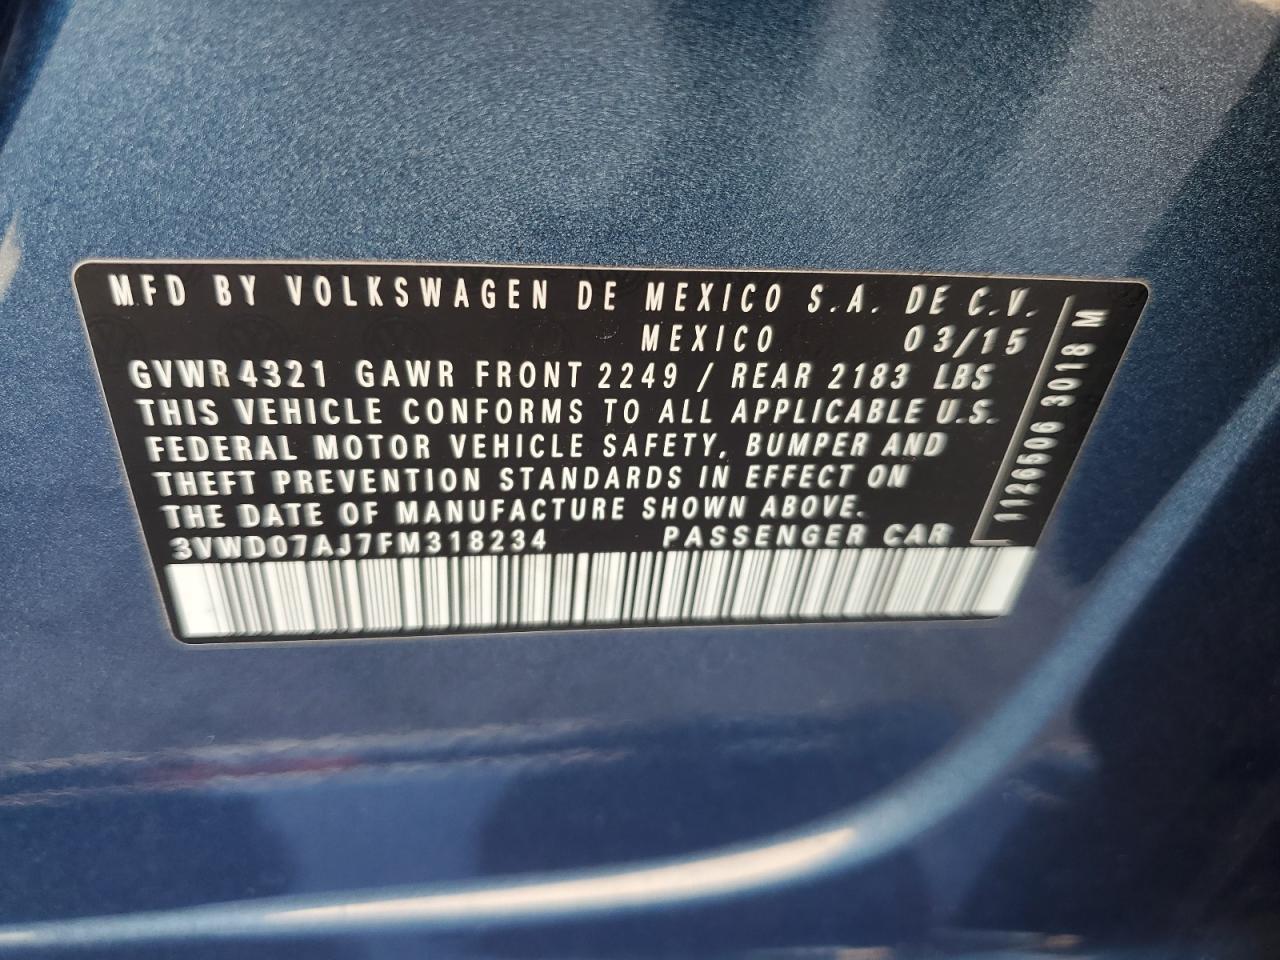 MFD BY VOLKSWAGEN DE MEXICO S.A. DE C.V.
MEXICO 03/15
GVWR 4321 GAWR FRONT 2249 / REAR 2183 LBS
THIS VEHICLE CONFORMS TO ALL APPLICABLE U.S.
FEDERAL MOTOR VEHICLE SAFETY, BUMPER AND
THEFT PREVENTION STANDARDS IN EFFECT ON
THE DATE OF MANUFACTURE SHOWN ABOVE.
3VWD07AJ7FM318234 PASSENGER CAR
1126506 3018 M